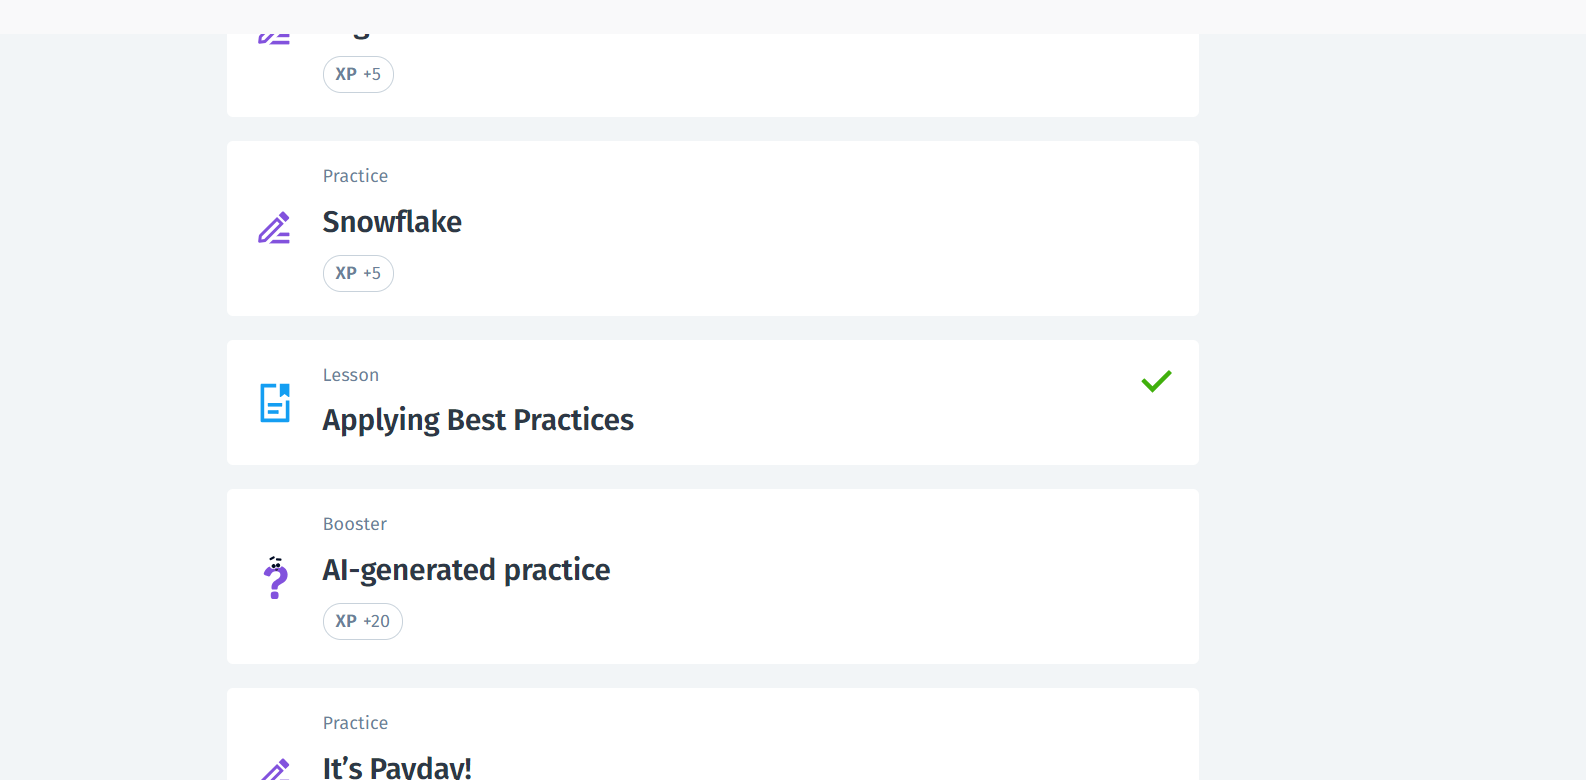 XP +5
Practice
Snowflake
XP +5
Lesson
Applying Best Practices
Booster
AI-generated practice
XP +20
Practice
It’s Payday!